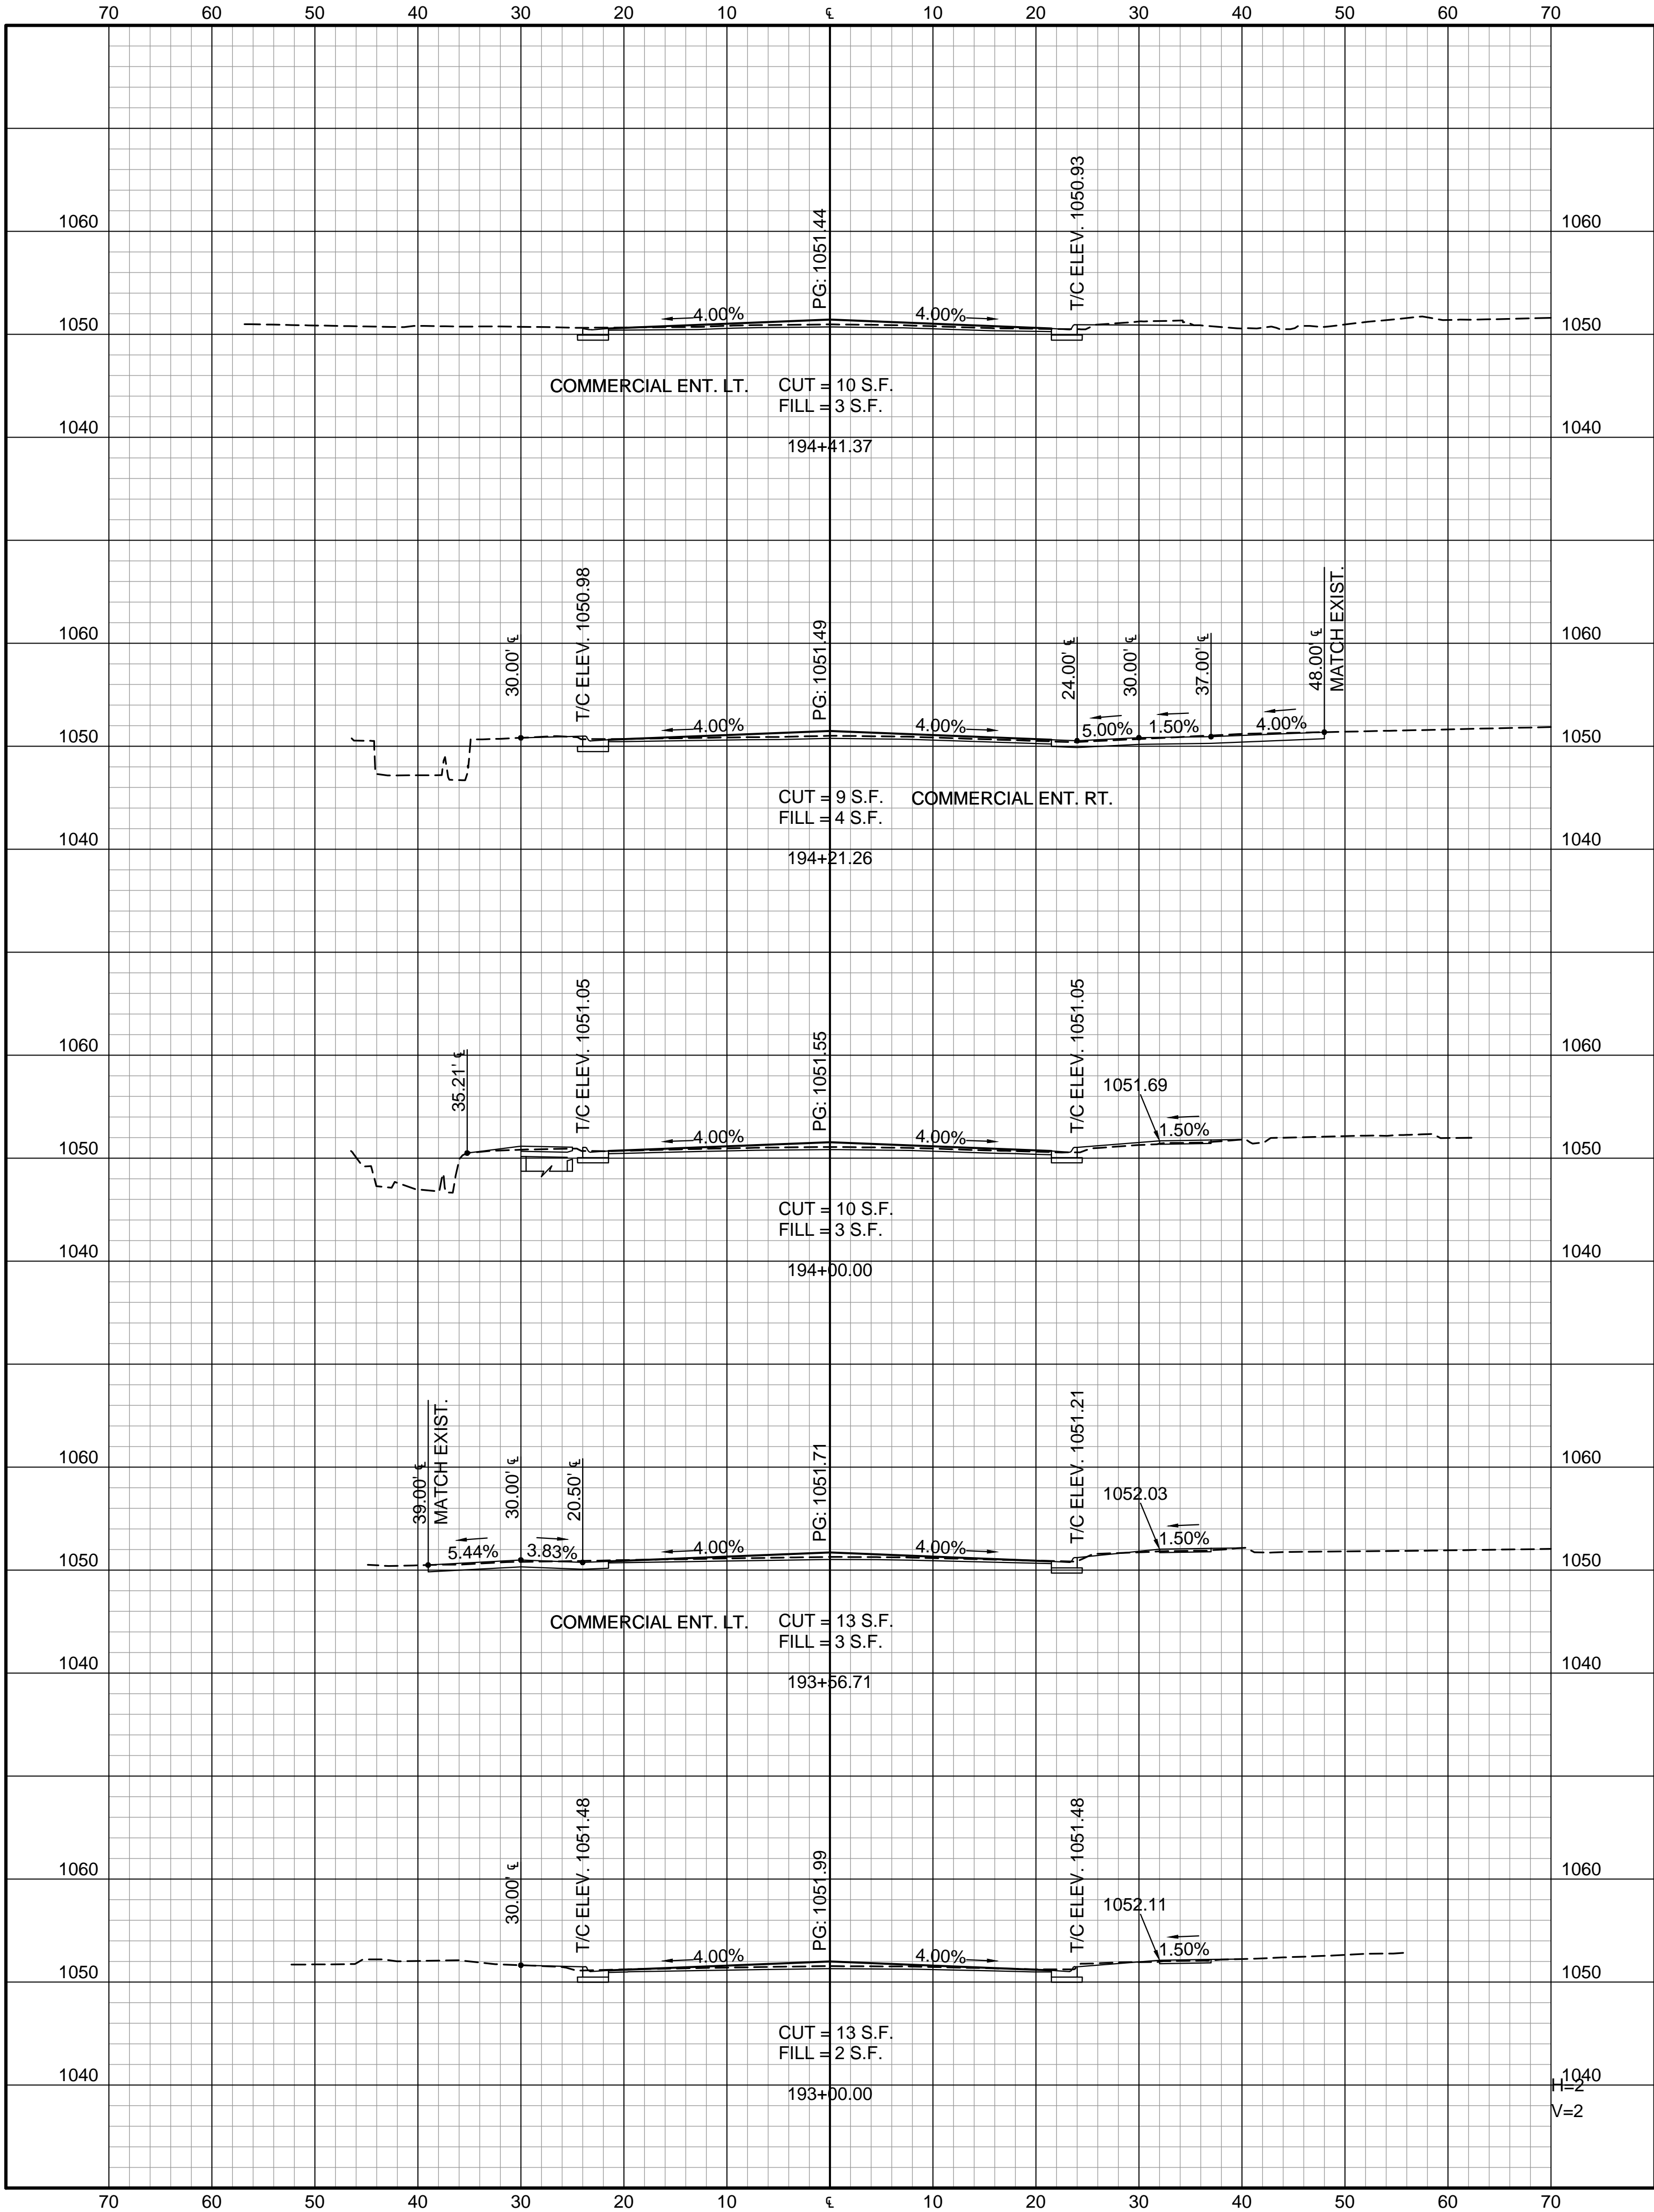 70 60 50 40 30 20 10 ℄ 10 20 30 40 50 60 70
PG: 1051.44
T/C ELEV. 1050.93
1060 1060
4.00% 4.00%
1050 1050
COMMERCIAL ENT. LT. CUT = 10 S.F.
FILL = 3 S.F.
1040 1040
194+41.37
30.00' ℄
T/C ELEV. 1050.98
PG: 1051.49
24.00' ℄
30.00' ℄
37.00' ℄
48.00' ℄
MATCH EXIST.
1060 1060
4.00% 4.00% 5.00% 1.50% 4.00%
1050 1050
CUT = 9 S.F. COMMERCIAL ENT. RT.
FILL = 4 S.F.
1040 1040
194+21.26
35.21' ℄
T/C ELEV. 1051.05
PG: 1051.55
T/C ELEV. 1051.05
1060 1060
1051.69
4.00% 4.00% 1.50%
1050 1050
CUT = 10 S.F.
FILL = 3 S.F.
1040 1040
194+00.00
39.00' ℄
MATCH EXIST.
30.00' ℄
20.50' ℄
PG: 1051.71
T/C ELEV. 1051.21
1060 1060
1052.03
5.44% 3.83% 4.00% 4.00% 1.50%
1050 1050
COMMERCIAL ENT. LT. CUT = 13 S.F.
FILL = 3 S.F.
1040 1040
193+56.71
30.00' ℄
T/C ELEV. 1051.48
PG: 1051.99
T/C ELEV. 1051.48
1060 1060
1052.11
4.00% 4.00% 1.50%
1050 1050
CUT = 13 S.F.
FILL = 2 S.F.
1040 1040
193+00.00
H=2
V=2
70 60 50 40 30 20 10 ℄ 10 20 30 40 50 60 70